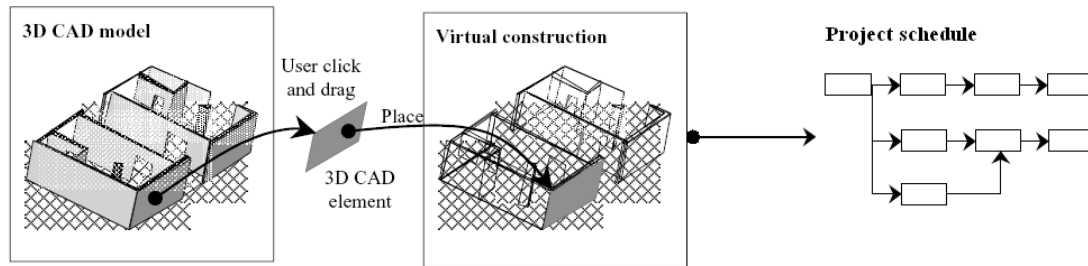 3D CAD model
User click
and drag
Place
3D CAD
element
Virtual construction
Project schedule